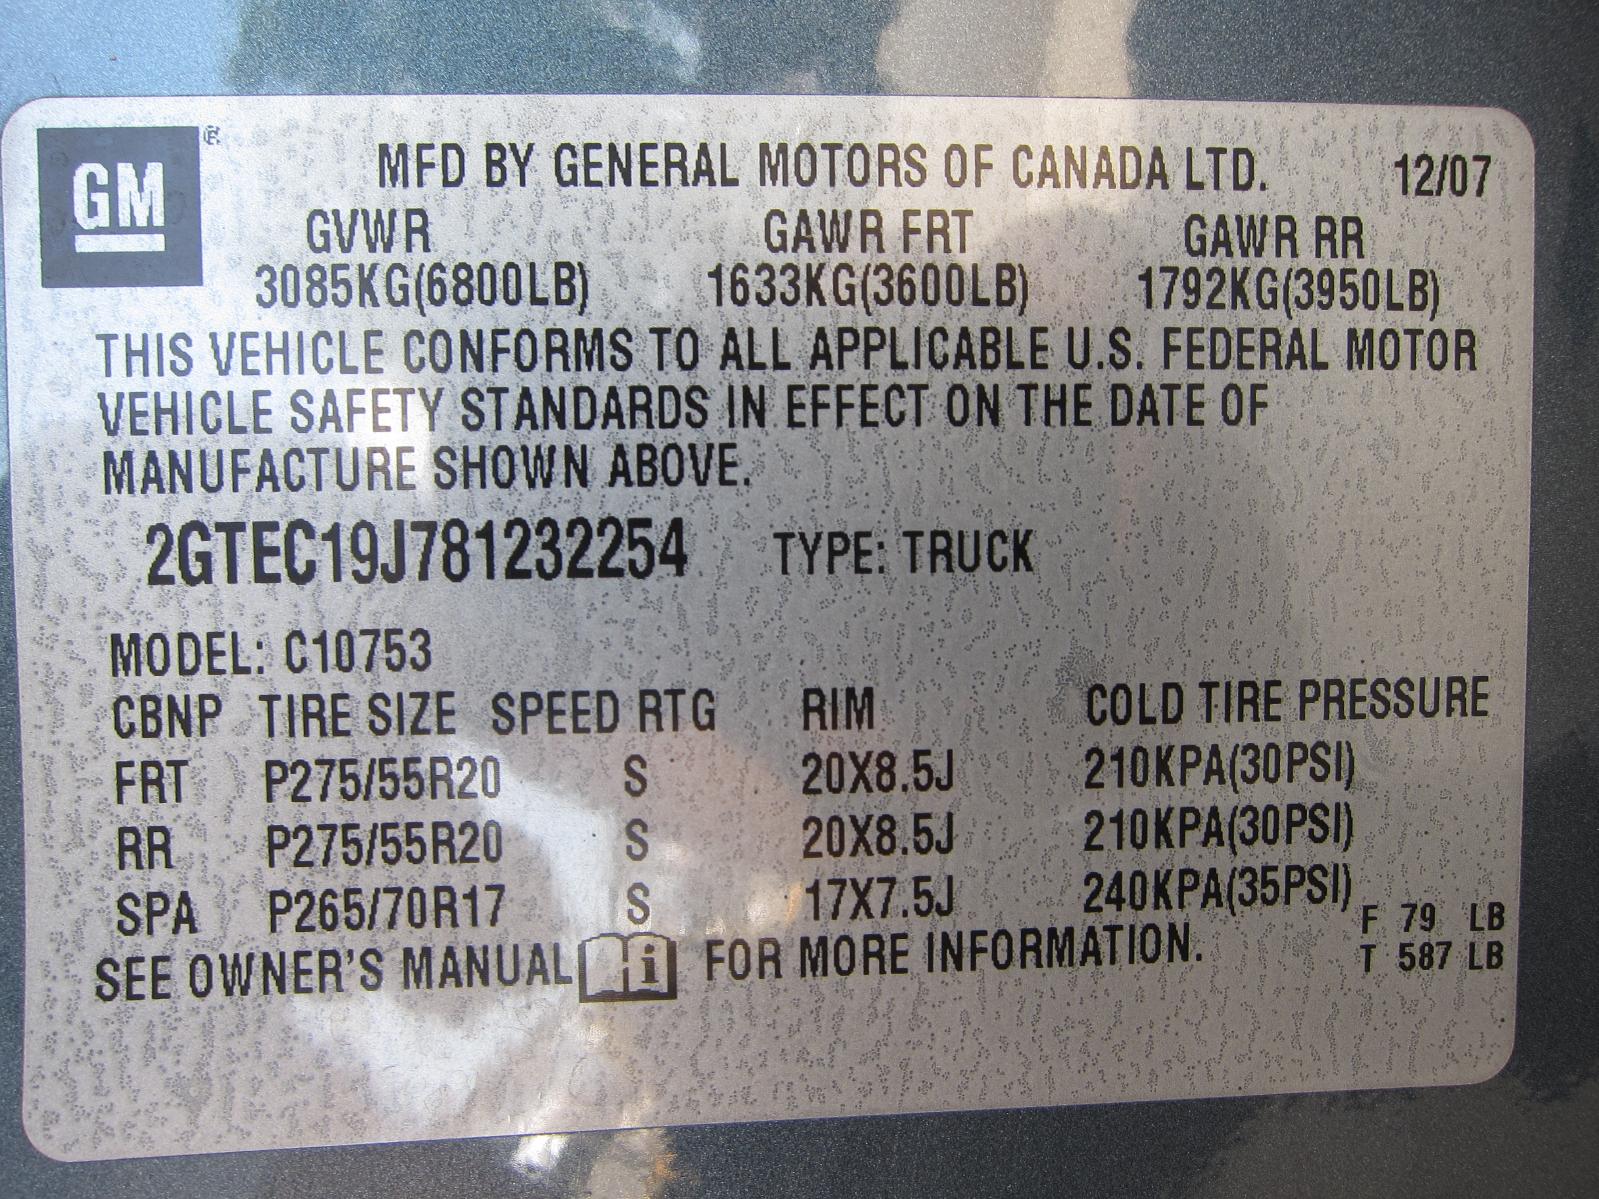 GM ®
MFD BY GENERAL MOTORS OF CANADA LTD. 12/07
GVWR GAWR FRT GAWR RR
3085KG(6800LB) 1633KG(3600LB) 1792KG(3950LB)
THIS VEHICLE CONFORMS TO ALL APPLICABLE U.S. FEDERAL MOTOR
VEHICLE SAFETY STANDARDS IN EFFECT ON THE DATE OF
MANUFACTURE SHOWN ABOVE.
2GTEC19J781232254 TYPE: TRUCK
MODEL: C10753
CBNP TIRE SIZE SPEED RTG RIM COLD TIRE PRESSURE
FRT P275/55R20 S 20X8.5J 210KPA(30PSI)
RR P275/55R20 S 20X8.5J 210KPA(30PSI)
SPA P265/70R17 S 17X7.5J 240KPA(35PSI)
F 79 LB
SEE OWNER'S MANUAL i FOR MORE INFORMATION. T 587 LB